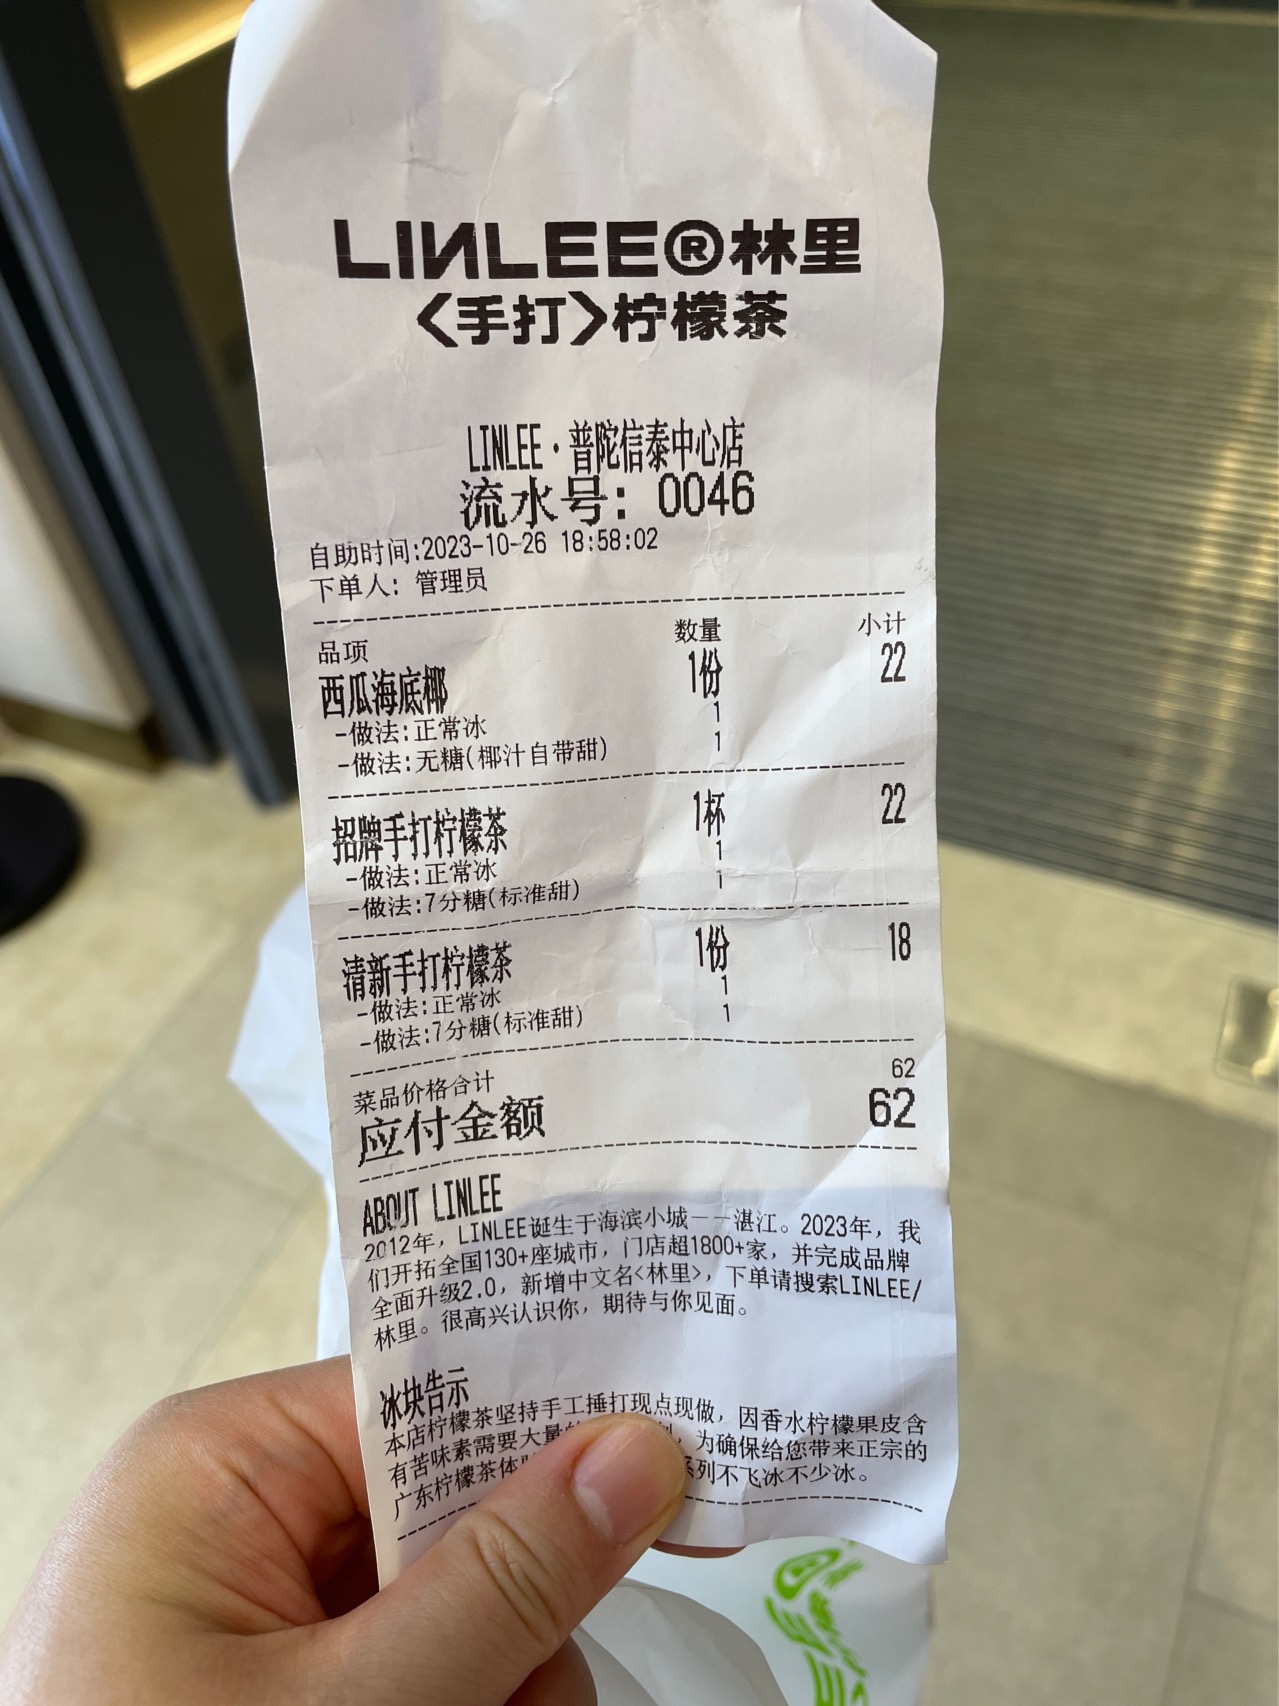 LINLEE®林里
<手打>柠檬茶
LINLEE·普陀信泰中心店
流水号: 0046
自助时间:2023-10-26 18:58:02
下单人: 管理员
品项 数量 小计
西瓜海底椰 1份 22
-做法:正常冰 1
-做法:无糖(椰汁自带甜) 1
招牌手打柠檬茶 1杯 22
-做法:正常冰 1
-做法:7分糖(标准甜) 1
清新手打柠檬茶 1份 18
-做法:正常冰 1
-做法:7分糖(标准甜) 1
菜品价格合计 62
应付金额 62
ABOUT LINLEE
2012年，LINLEE诞生于海滨小城——湛江。2023年，我
们开拓全国130+座城市，门店超1800+家，并完成品牌
全面升级2.0，新增中文名<林里>，下单请搜索LINLEE/
林里。很高兴认识你，期待与你见面。
冰块告示
本店柠檬茶坚持手工捶打现点现做，因香水柠檬果皮含
有苦味素需要大量 ，为确保给您带来正宗的
广东柠檬茶体 系列不飞冰不少冰。